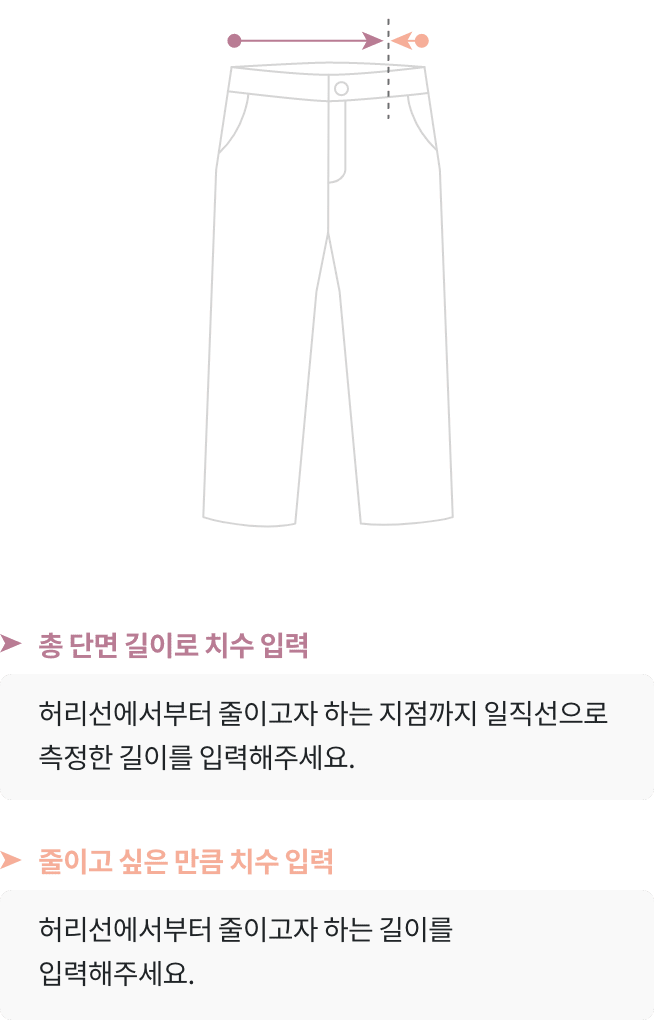 총 단면 길이로 치수 입력
허리선에서부터 줄이고자 하는 지점까지 일직선으로
측정한 길이를 입력해주세요.
줄이고 싶은 만큼 치수 입력
허리선에서부터 줄이고자 하는 길이를
입력해주세요.